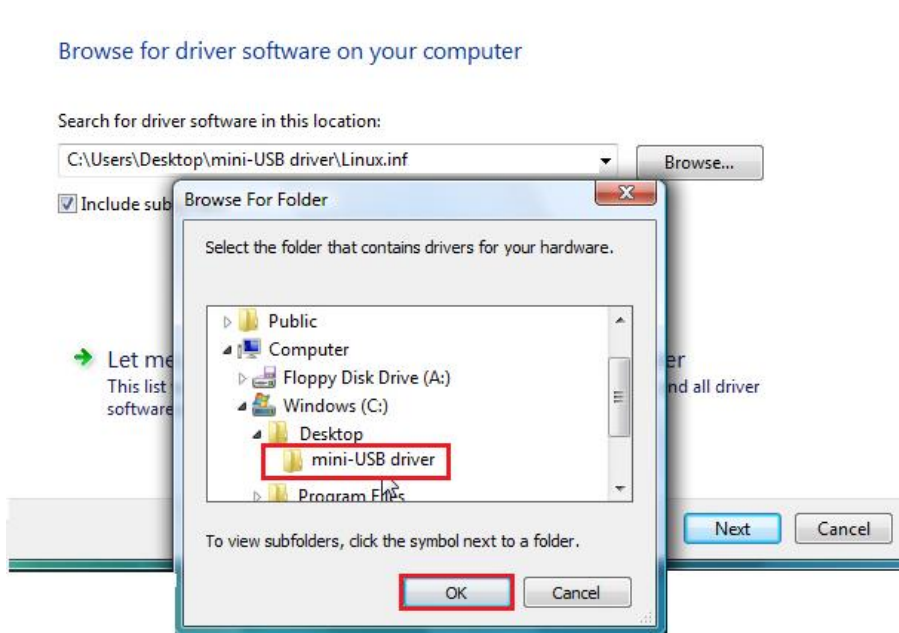 Browse for driver software on your computer
Search for driver software in this location:
C:\Users\Desktop\mini-USB driver\Linux.inf
Browse...
Include sub
Browse For Folder
Select the folder that contains drivers for your hardware.
Public
Computer
Floppy Disk Drive (A:)
Windows (C:)
Desktop
mini-USB driver
Program Files
Let me
er
This list
nd all driver
software
To view subfolders, click the symbol next to a folder.
OK
Cancel
Next
Cancel